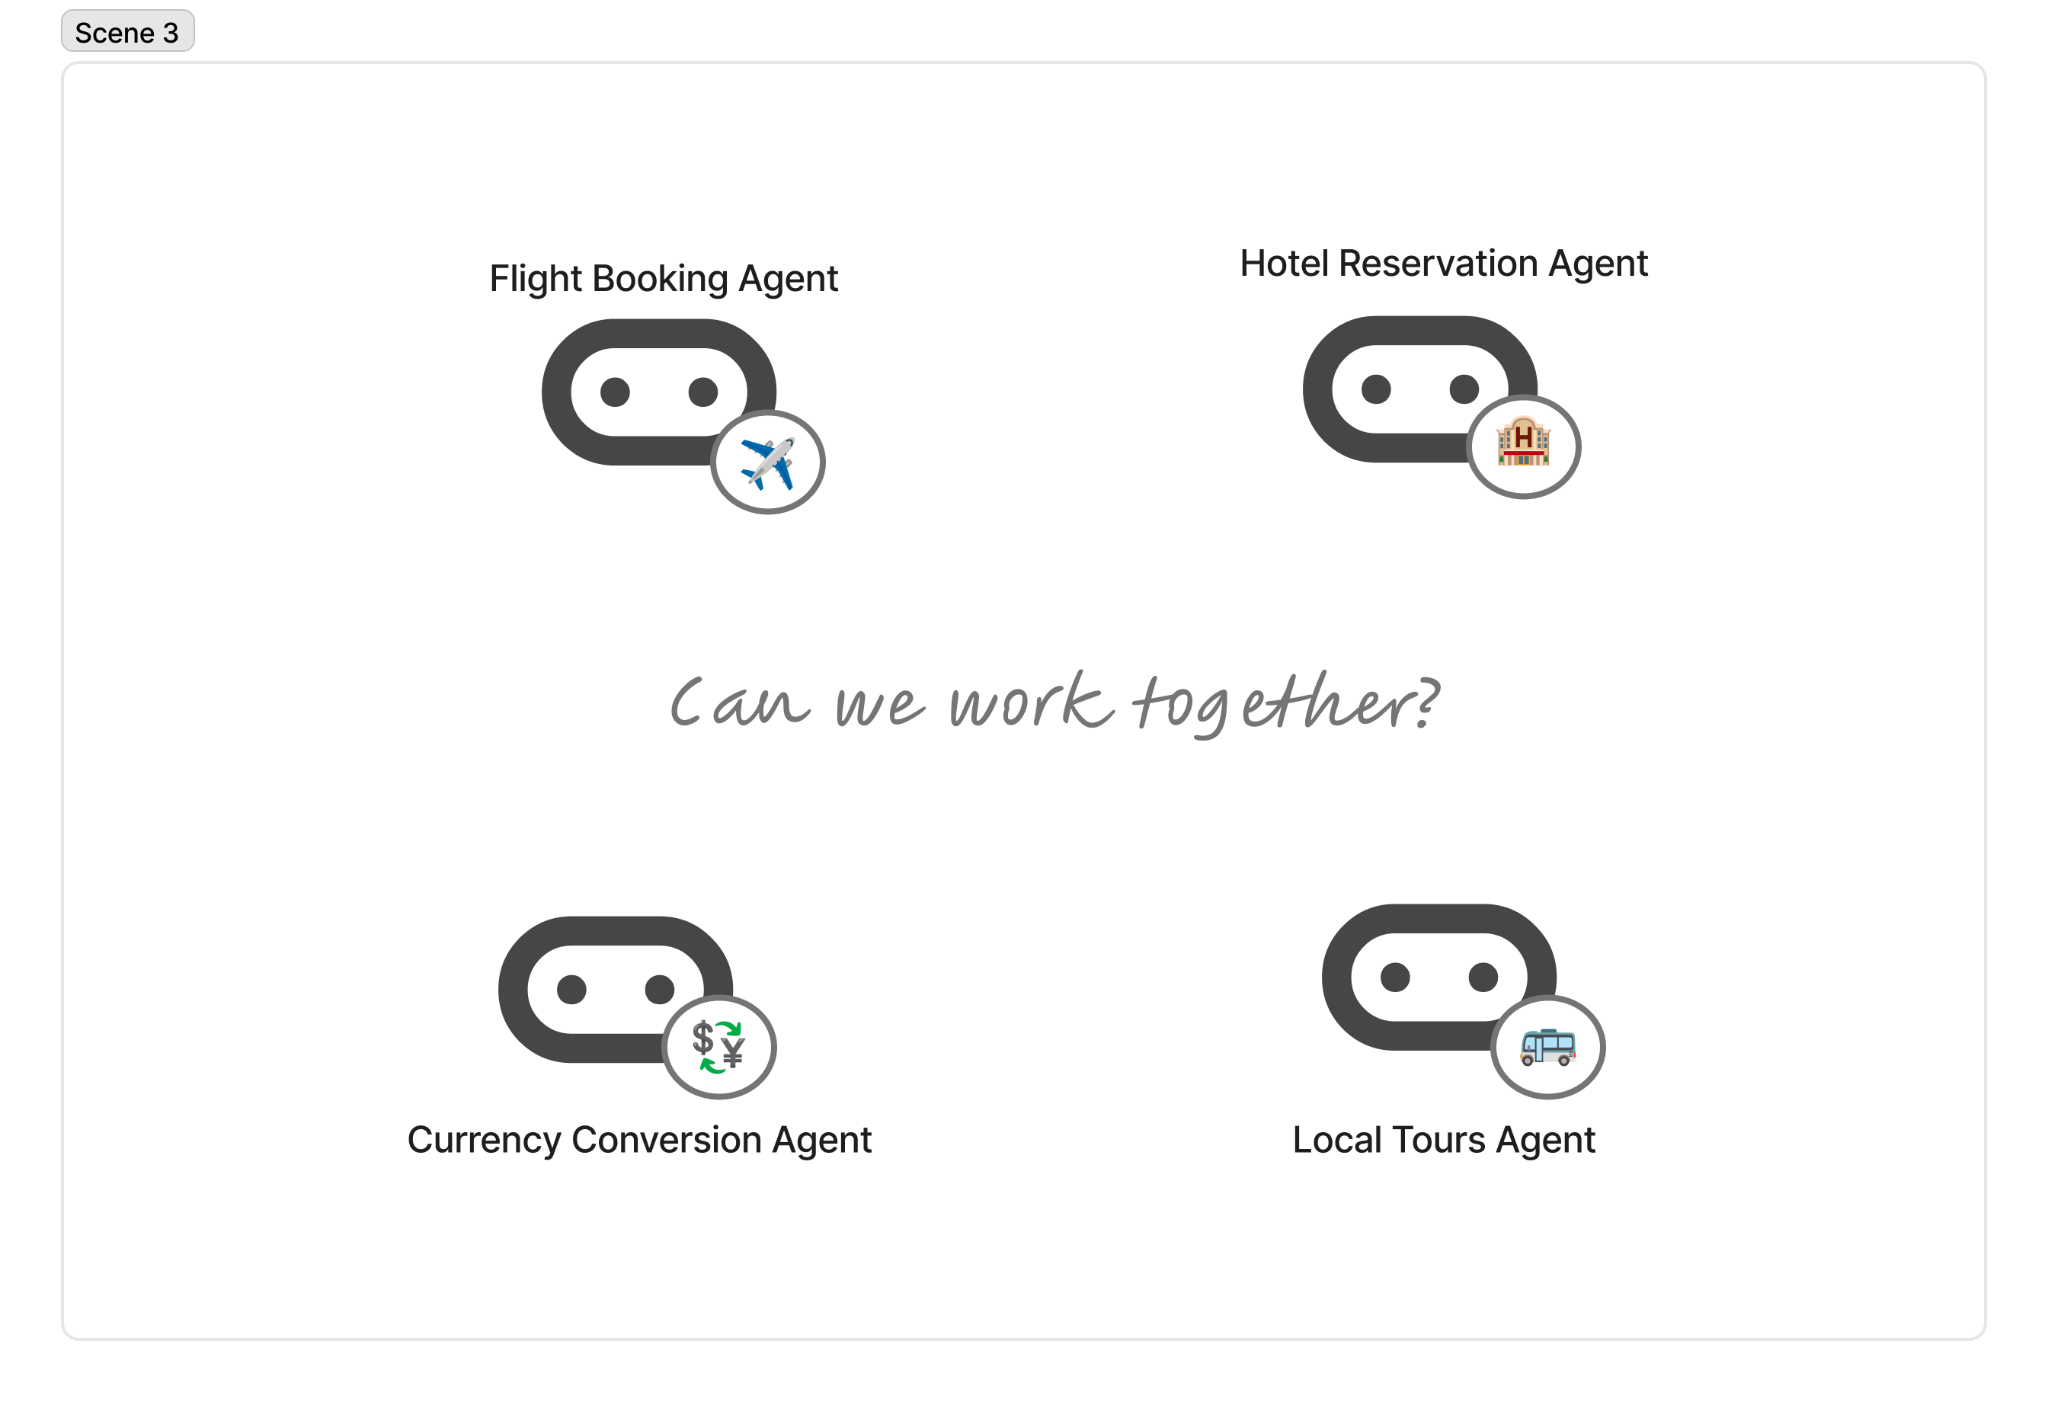 Scene 3
Flight Booking Agent
Hotel Reservation Agent
H
Can we work together?
$
¥
Currency Conversion Agent
Local Tours Agent